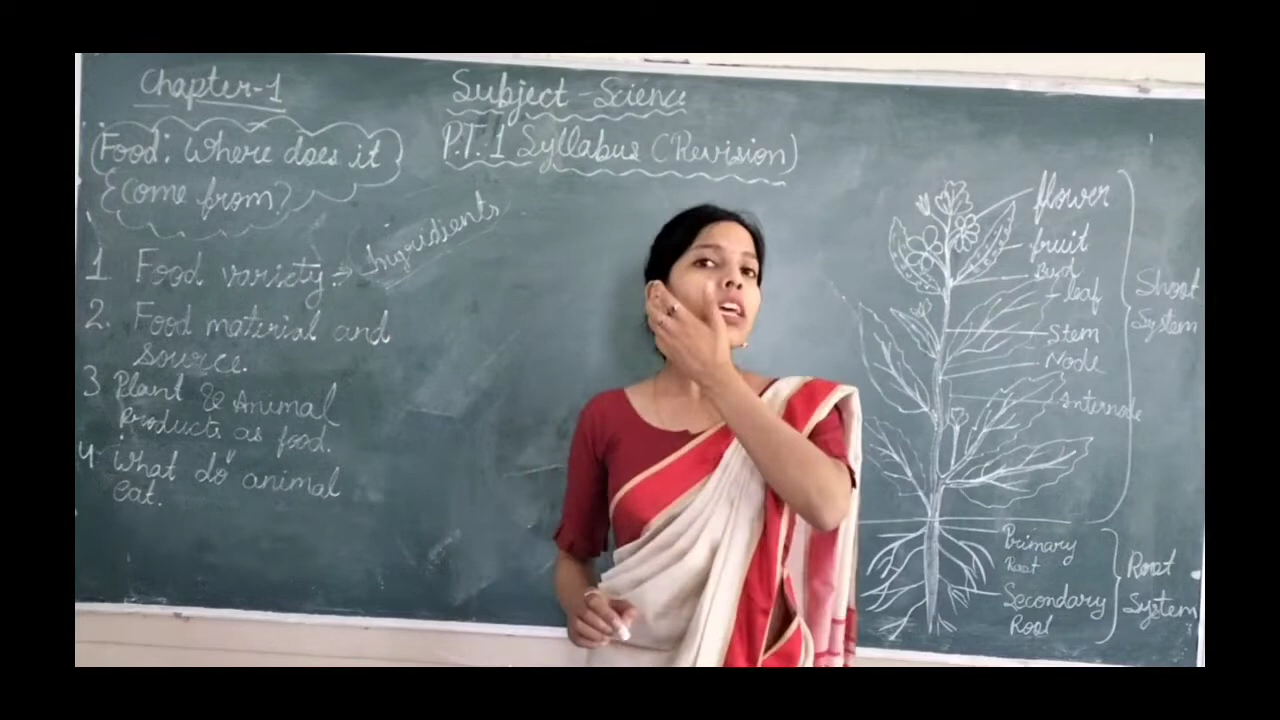 Chapter-1
Food: Where does it
come from?
1 Food variety:→ Ingridients
2. Food material and
Source.
3 Plant & Animal
Products as food.
4. What do animal
eat.
Subject - Science
P.T. 1 Syllabus (Revision)
flower
fruit
Bud
leaf
Stem
Node
Internode
Shoot
System
Primary
Root
Secondary
Root
Root
System